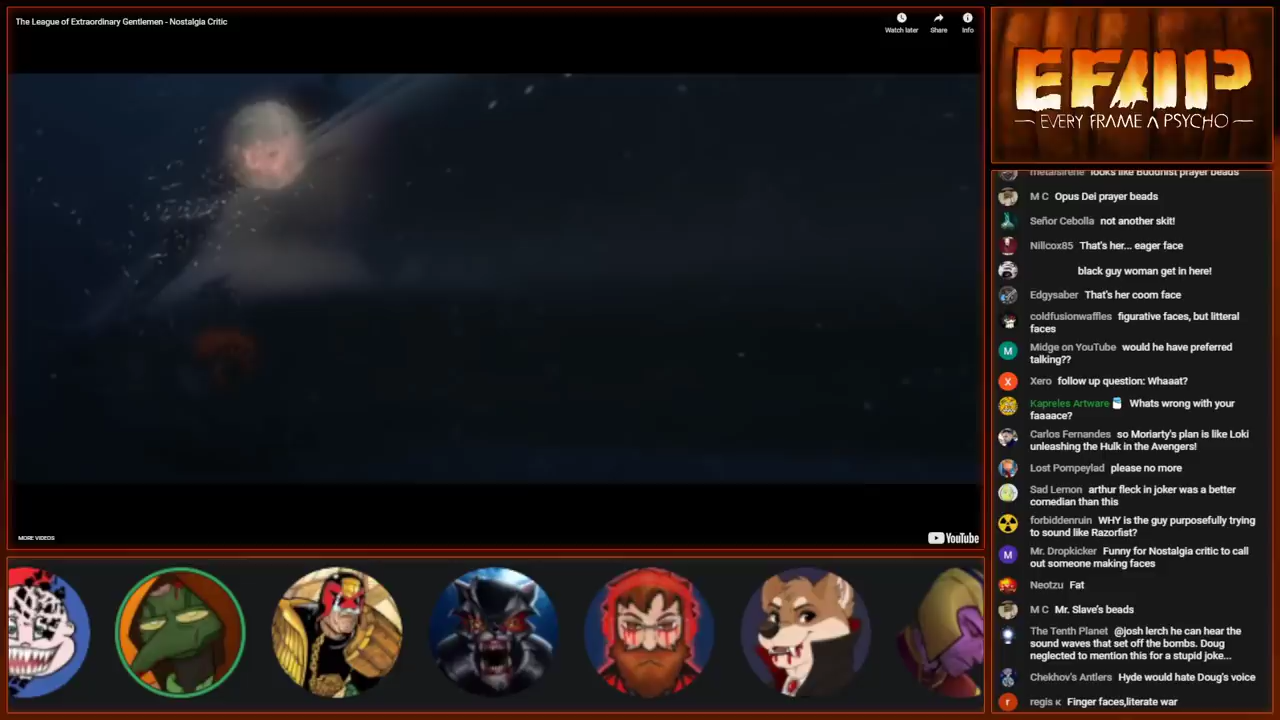 The League of Extraordinary Gentlemen - Nostalgia Critic
Watch later
Share
Info
MORE VIDEOS
YouTube
EFAP
EVERY FRAME A PSYCHO
metalsirene looks like Buddhist prayer beads
M C Opus Dei prayer beads
Señor Cebolla not another skit!
Nillcox85 That's her... eager face
black guy woman get in here!
Edgysaber That's her coom face
coldfusionwaffles figurative faces, but litteral
faces
M
Midge on YouTube would he have preferred
talking??
X
Xero follow up question: Whaaat?
Kapreles Artware Whats wrong with your
faaaace?
Carlos Fernandes so Moriarty's plan is like Loki
unleashing the Hulk in the Avengers!
Lost Pompeylad please no more
Sad Lemon arthur fleck in joker was a better
comedian than this
forbiddenruin WHY is the guy purposefully trying
to sound like Razorfist?
M
Mr. Dropkicker Funny for Nostalgia critic to call
out someone making faces
Neotzu Fat
M C Mr. Slave's beads
The Tenth Planet @josh lerch he can hear the
sound waves that set off the bombs. Doug
neglected to mention this for a stupid joke...
Chekhov's Antlers Hyde would hate Doug's voice
r
regis к Finger faces,literate war